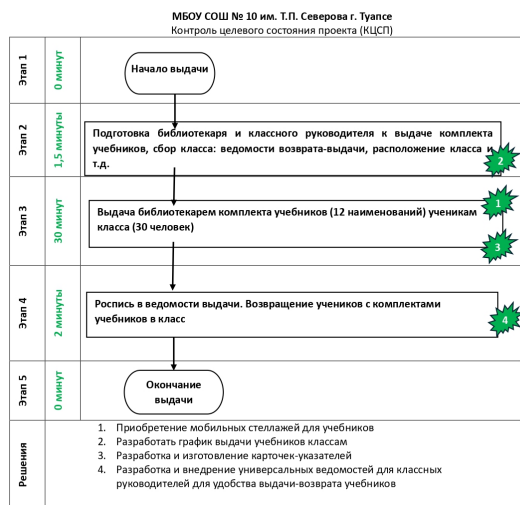 МБОУ СОШ № 10 им. Т.П. Северова г. Туапсе
Контроль целевого состояния проекта (КЦСП)
Этап 1
0 минут
Начало выдачи
Этап 2
1,5 минуты
Подготовка библиотекаря и классного руководителя к выдаче комплекта
учебников, сбор класса: ведомости возврата-выдачи, расположение класса и
т.д.
2
Этап 3
30 минут
1
Выдача библиотекарем комплекта учебников (12 наименований) ученикам
класса (30 человек)
3
Этап 4
2 минуты
Роспись в ведомости выдачи. Возвращение учеников с комплектами
учебников в класс
4
Этап 5
0 минут
Окончание
выдачи
Решения
1. Приобретение мобильных стеллажей для учебников
2. Разработать график выдачи учебников классам
3. Разработка и изготовление карточек-указателей
4. Разработка и внедрение универсальных ведомостей для классных
руководителей для удобства выдачи-возврата учебников